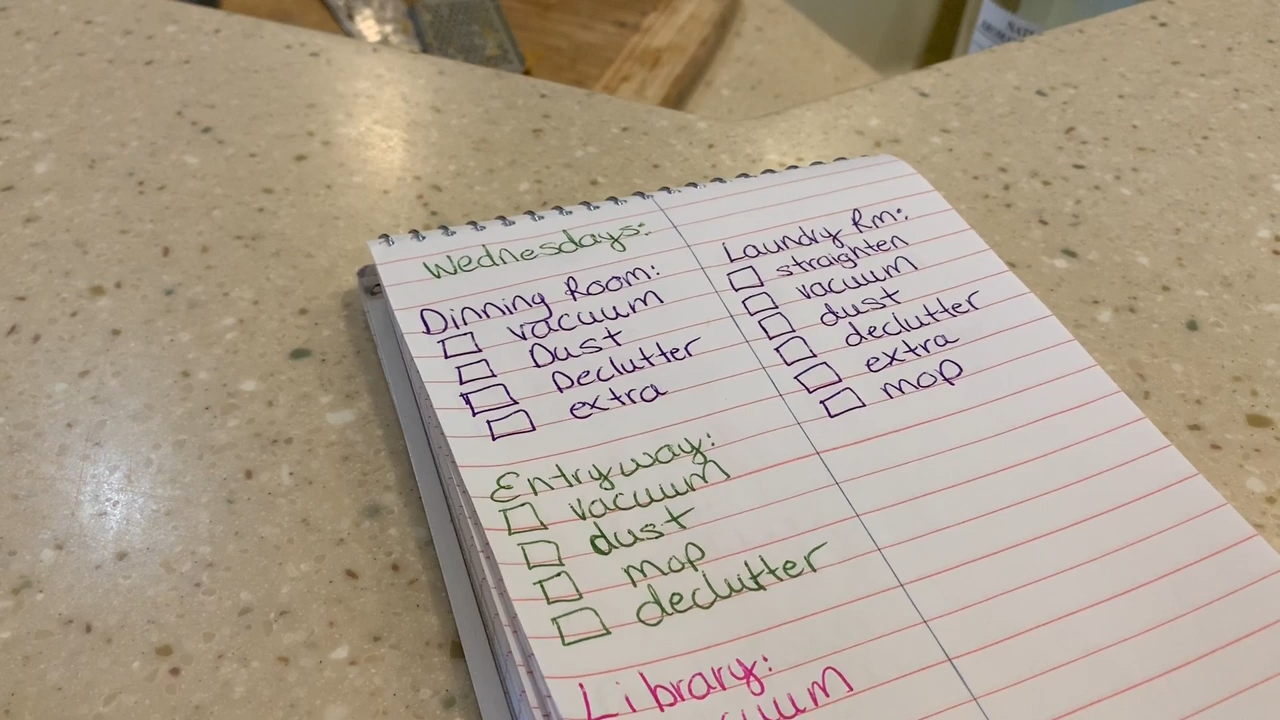 Wednesdays:
Dinning Room:
vacuum
Dust
Declutter
extra
Entryway:
vacuum
dust
mop
declutter
Library:
Laundry Rm:
straighten
vacuum
dust
declutter
extra
mop